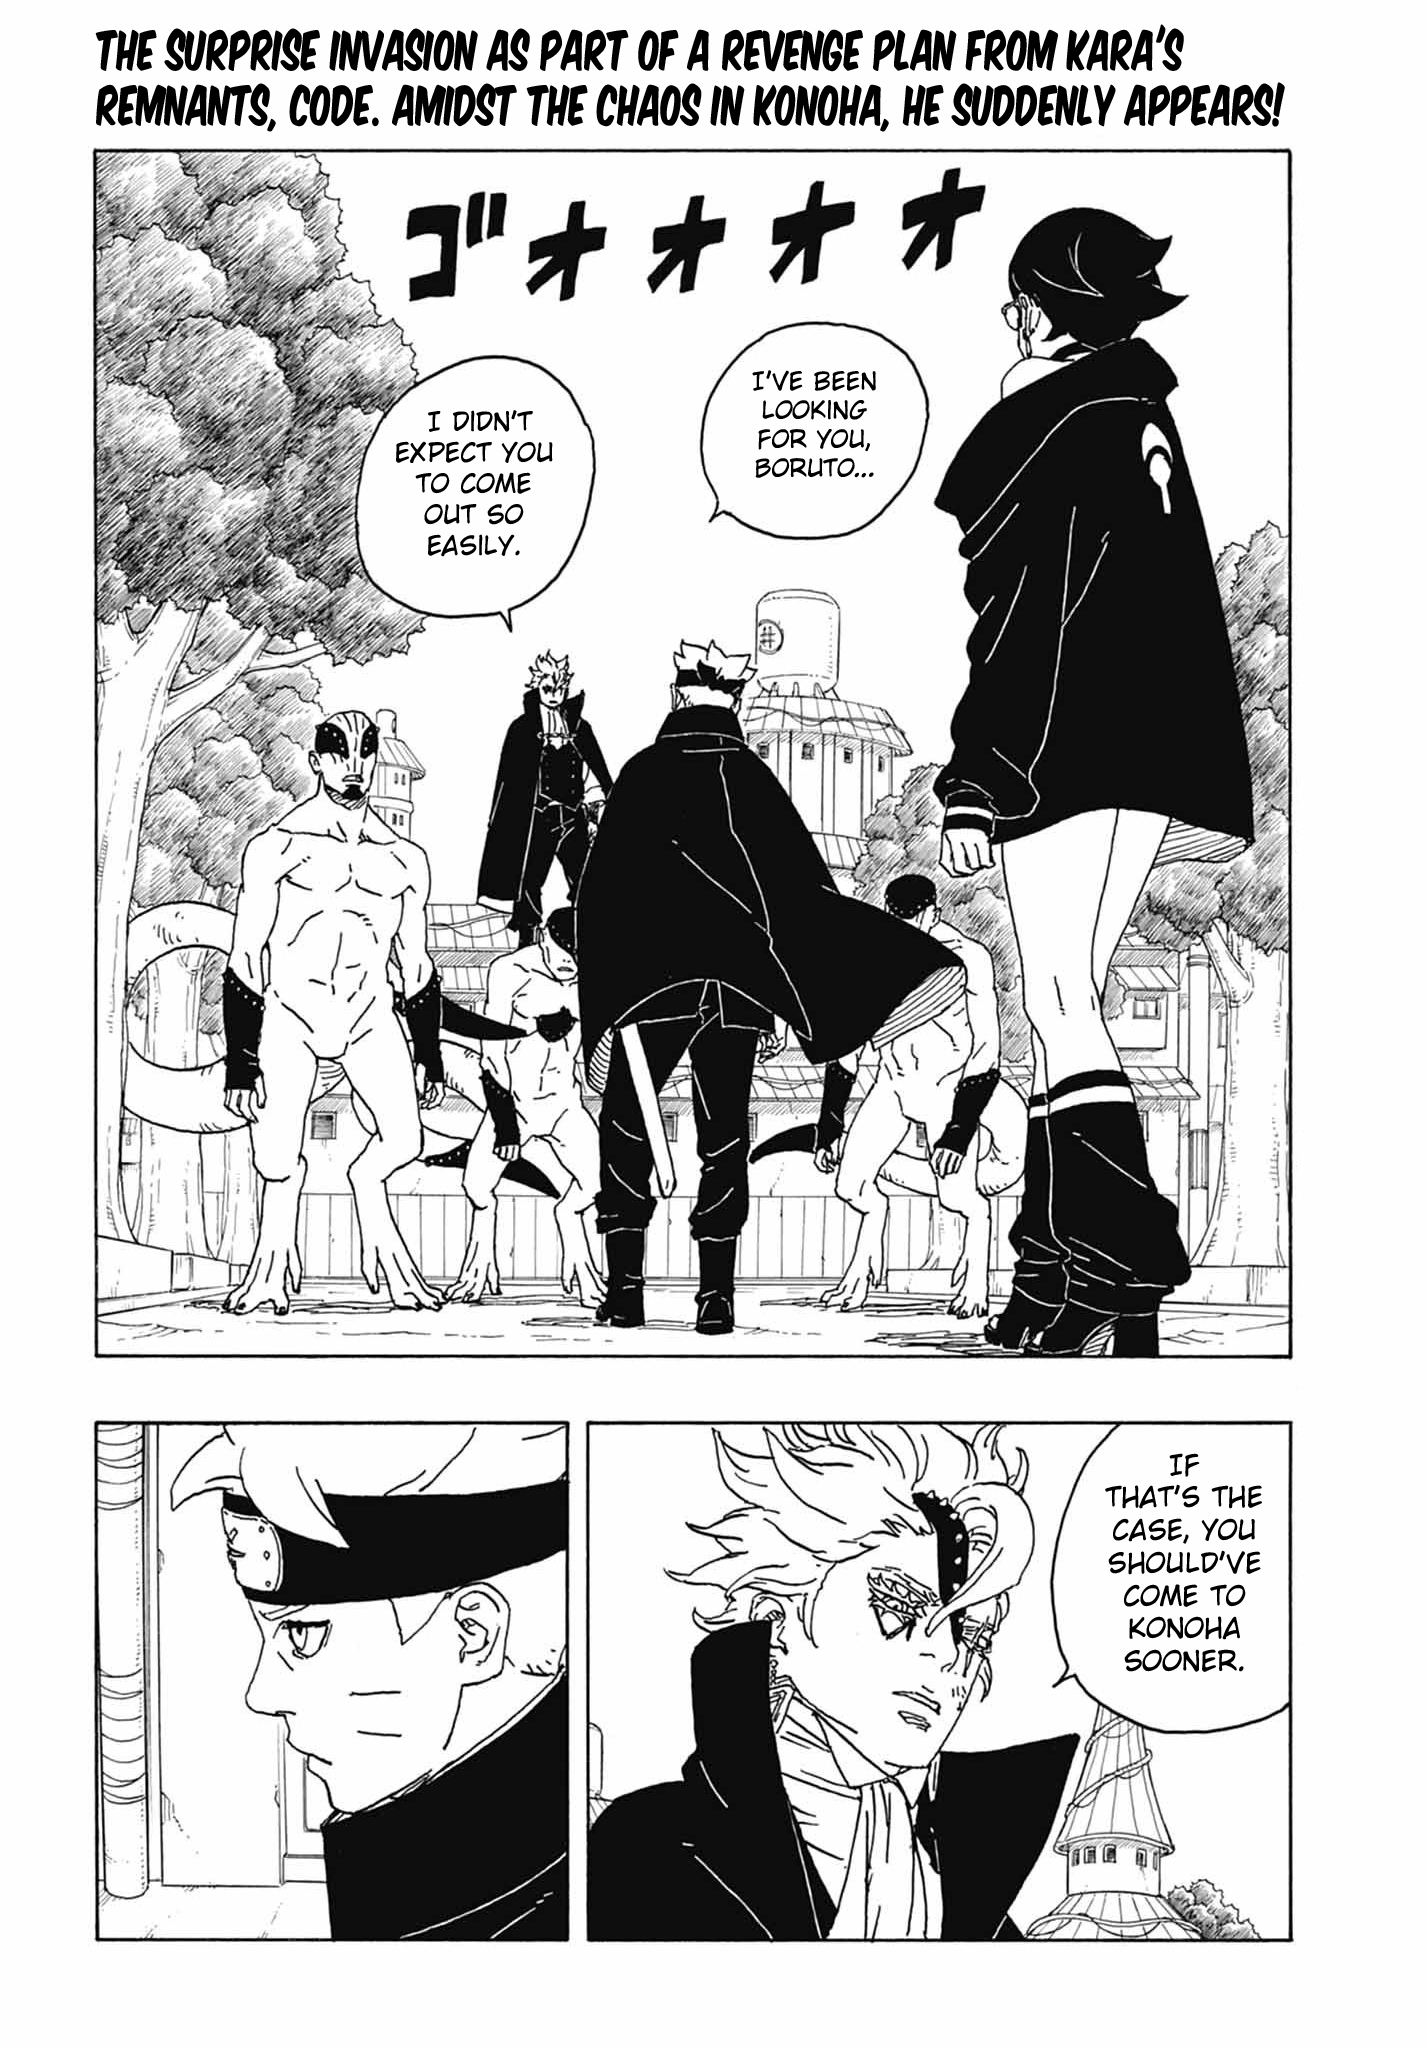 THE SURPRISE INVASION AS PART OF A REVENGE PLAN FROM KARA'S
REMNANTS, CODE. AMIDST THE CHAOS IN KONOHA, HE SUDDENLY APPEARS!
ゴオオオオ
I'VE BEEN
LOOKING
FOR YOU,
BORUTO...
I DIDN'T
EXPECT YOU
TO COME
OUT SO
EASILY.
IF
THAT'S THE
CASE, YOU
SHOULD'VE
COME TO
KONOHA
SOONER.